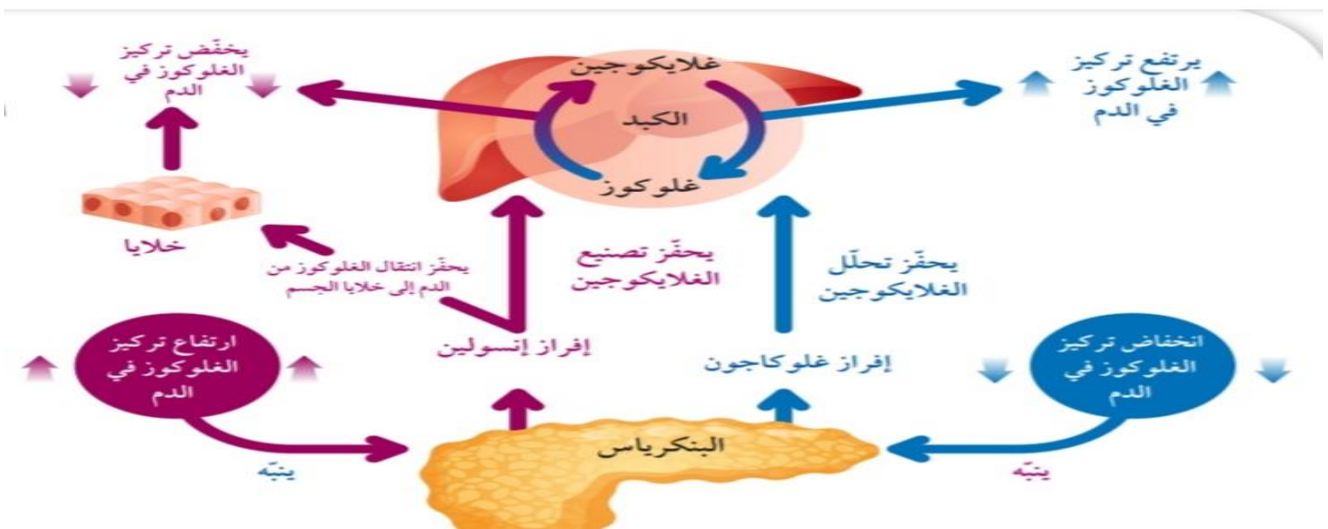 يرتفع تركيز
الغلوكوز
في الدم
غلايكوجين
الكبد
غلوكوز
يخفّض تركيز
الغلوكوز في
الدم
خلايا
يحفّز انتقال الغلوكوز من
الدم إلى خلايا الجسم
يحفّز تصنيع
الغلايكوجين
يحفّز تحلّل
الغلايكوجين
انخفاض تركيز
الغلوكوز في
الدم
إفراز غلوكاجون
إفراز إنسولين
ارتفاع تركيز
الغلوكوز في
الدم
البنكرياس
ينبّه
ينبّه